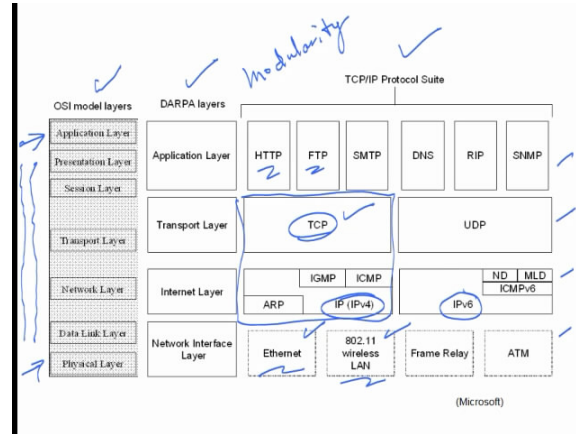 Modularity
TCP/IP Protocol Suite
OSI model layers
DARPA layers
Application Layer
Presentation Layer
Session Layer
Application Layer
HTTP
FTP
SMTP
DNS
RIP
SNMP
Transport Layer
Transport Layer
TCP
UDP
Network Layer
Internet Layer
IGMP
ICMP
ARP
IP (IPv4)
IPv6
ND
MLD
ICMPv6
Data Link Layer
Physical Layer
Network Interface
Layer
Ethernet
802.11
wireless
LAN
Frame Relay
ATM
(Microsoft)